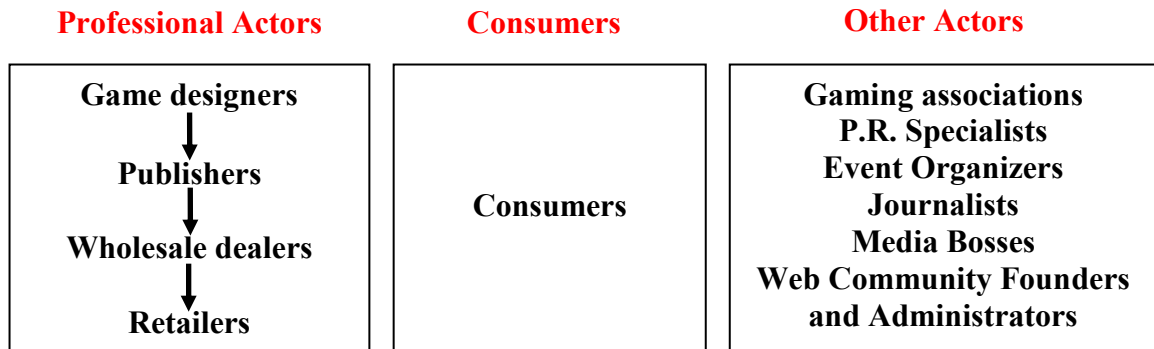 Professional Actors
Consumers
Other Actors
Game designers
Publishers
Wholesale dealers
Retailers
Consumers
Gaming associations
P.R. Specialists
Event Organizers
Journalists
Media Bosses
Web Community Founders
and Administrators